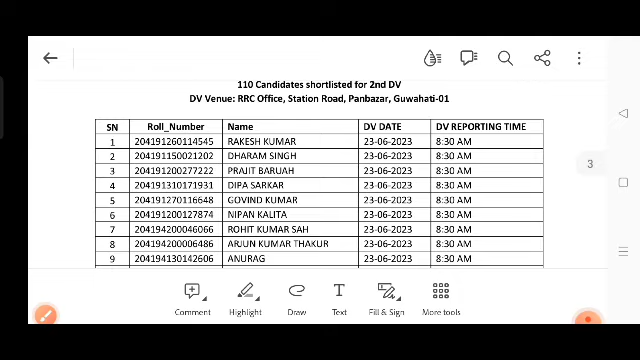 110 Candidates shortlisted for 2nd DV
DV Venue: RRC Office, Station Road, Panbazar, Guwahati-01
SN Roll_Number Name DV DATE DV REPORTING TIME
1 204191260114545 RAKESH KUMAR 23-06-2023 8:30 AM
2 204191150021202 DHARAM SINGH 23-06-2023 8:30 AM
3 204191200277222 PRAJIT BARUAH 23-06-2023 8:30 AM
4 204191310171931 DIPA SARKAR 23-06-2023 8:30 AM
5 204191270116648 GOVIND KUMAR 23-06-2023 8:30 AM
6 204191200127874 NIPAN KALITA 23-06-2023 8:30 AM
7 204194200046066 ROHIT KUMAR SAH 23-06-2023 8:30 AM
8 204194200006486 ARJUN KUMAR THAKUR 23-06-2023 8:30 AM
9 204194130142606 ANURAG 23-06-2023 8:30 AM
3
Comment Highlight Draw Text Fill & Sign More tools